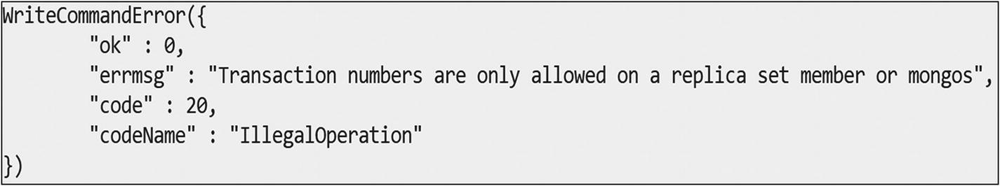 WriteCommandError({
"ok" : 0,
"errmsg" : "Transaction numbers are only allowed on a replica set member or mongos",
"code" : 20,
"codeName" : "IllegalOperation"
})